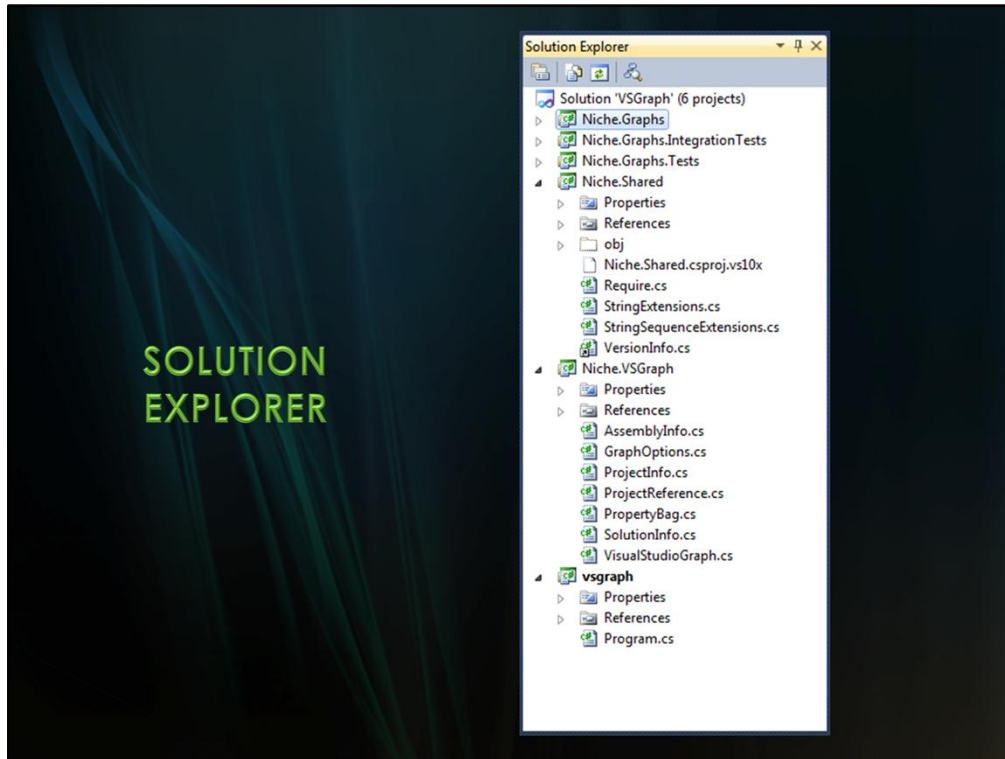 SOLUTION
EXPLORER
Solution Explorer
Solution 'VSGraph' (6 projects)
Niche.Graphs
Niche.Graphs.IntegrationTests
Niche.Graphs.Tests
Niche.Shared
Properties
References
obj
Niche.Shared.csproj.vs10x
Require.cs
StringExtensions.cs
StringSequenceExtensions.cs
VersionInfo.cs
Niche.VSGraph
Properties
References
AssemblyInfo.cs
GraphOptions.cs
ProjectInfo.cs
ProjectReference.cs
PropertyBag.cs
SolutionInfo.cs
VisualStudioGraph.cs
vsgraph
Properties
References
Program.cs